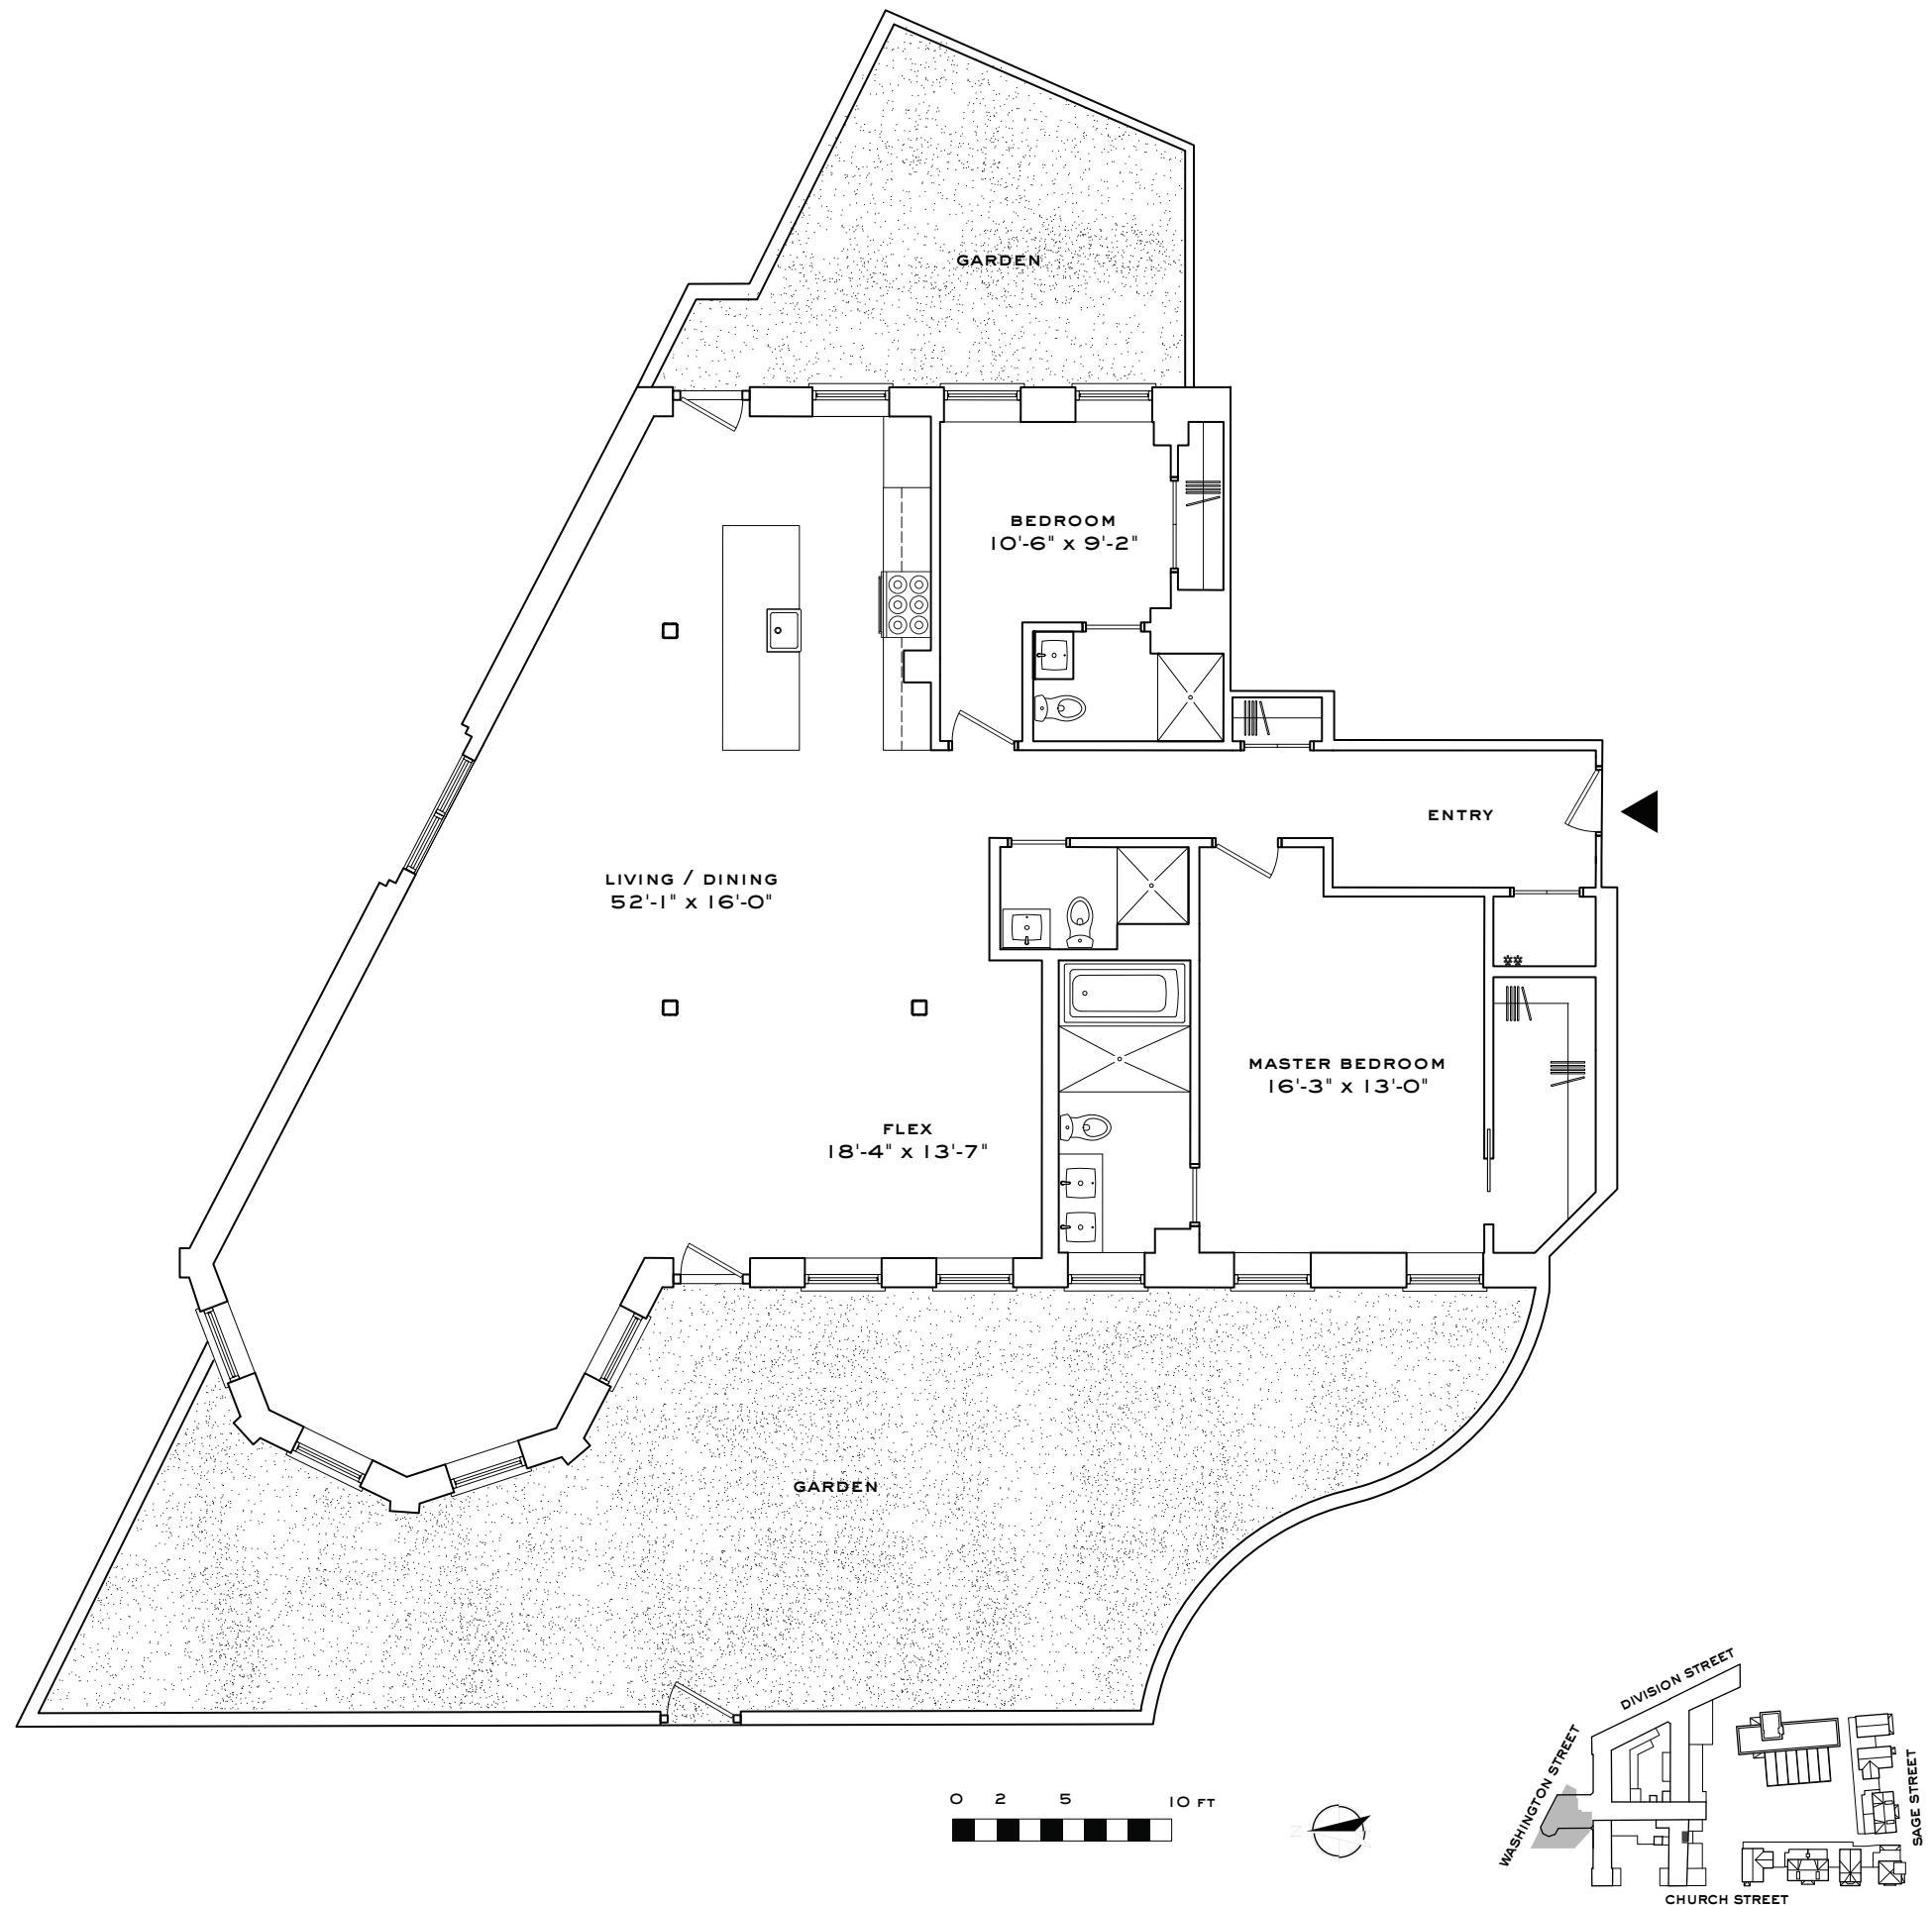 GARDEN
BEDROOM
10'-6" x 9'-2"
ENTRY
LIVING / DINING
52'-1" x 16'-0"
MASTER BEDROOM
16'-3" x 13'-0"
FLEX
18'-4" x 13'-7"
GARDEN
0 2 5 10 FT
Z
DIVISION STREET
WASHINGTON STREET
SAGE STREET
CHURCH STREET